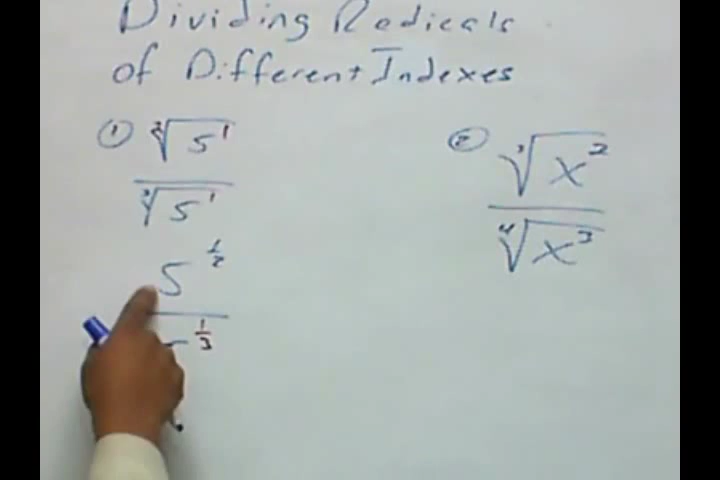 Dividing Radicals
of Different Indexes
① ²√5¹
³√5¹
5^½
5^⅓
② ³√x²
⁴√x³